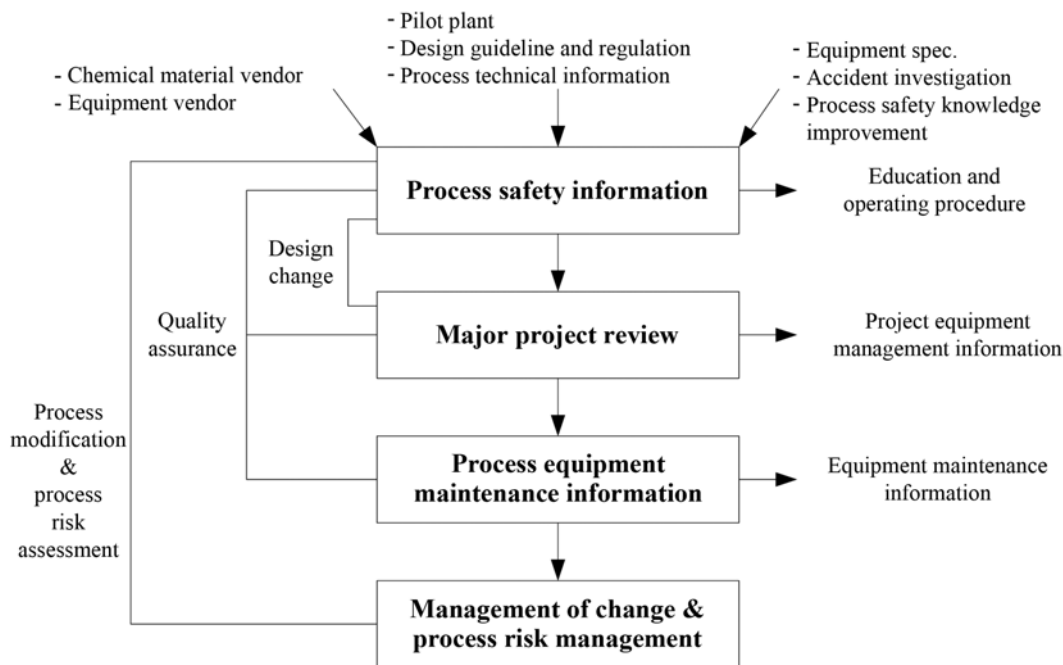 - Pilot plant
- Design guideline and regulation
- Process technical information
- Chemical material vendor
- Equipment vendor
- Equipment spec.
- Accident investigation
- Process safety knowledge
improvement
Process safety information
Education and
operating procedure
Design
change
Quality
assurance
Major project review
Project equipment
management information
Process
modification
&
process
risk
assessment
Process equipment
maintenance information
Equipment maintenance
information
Management of change &
process risk management